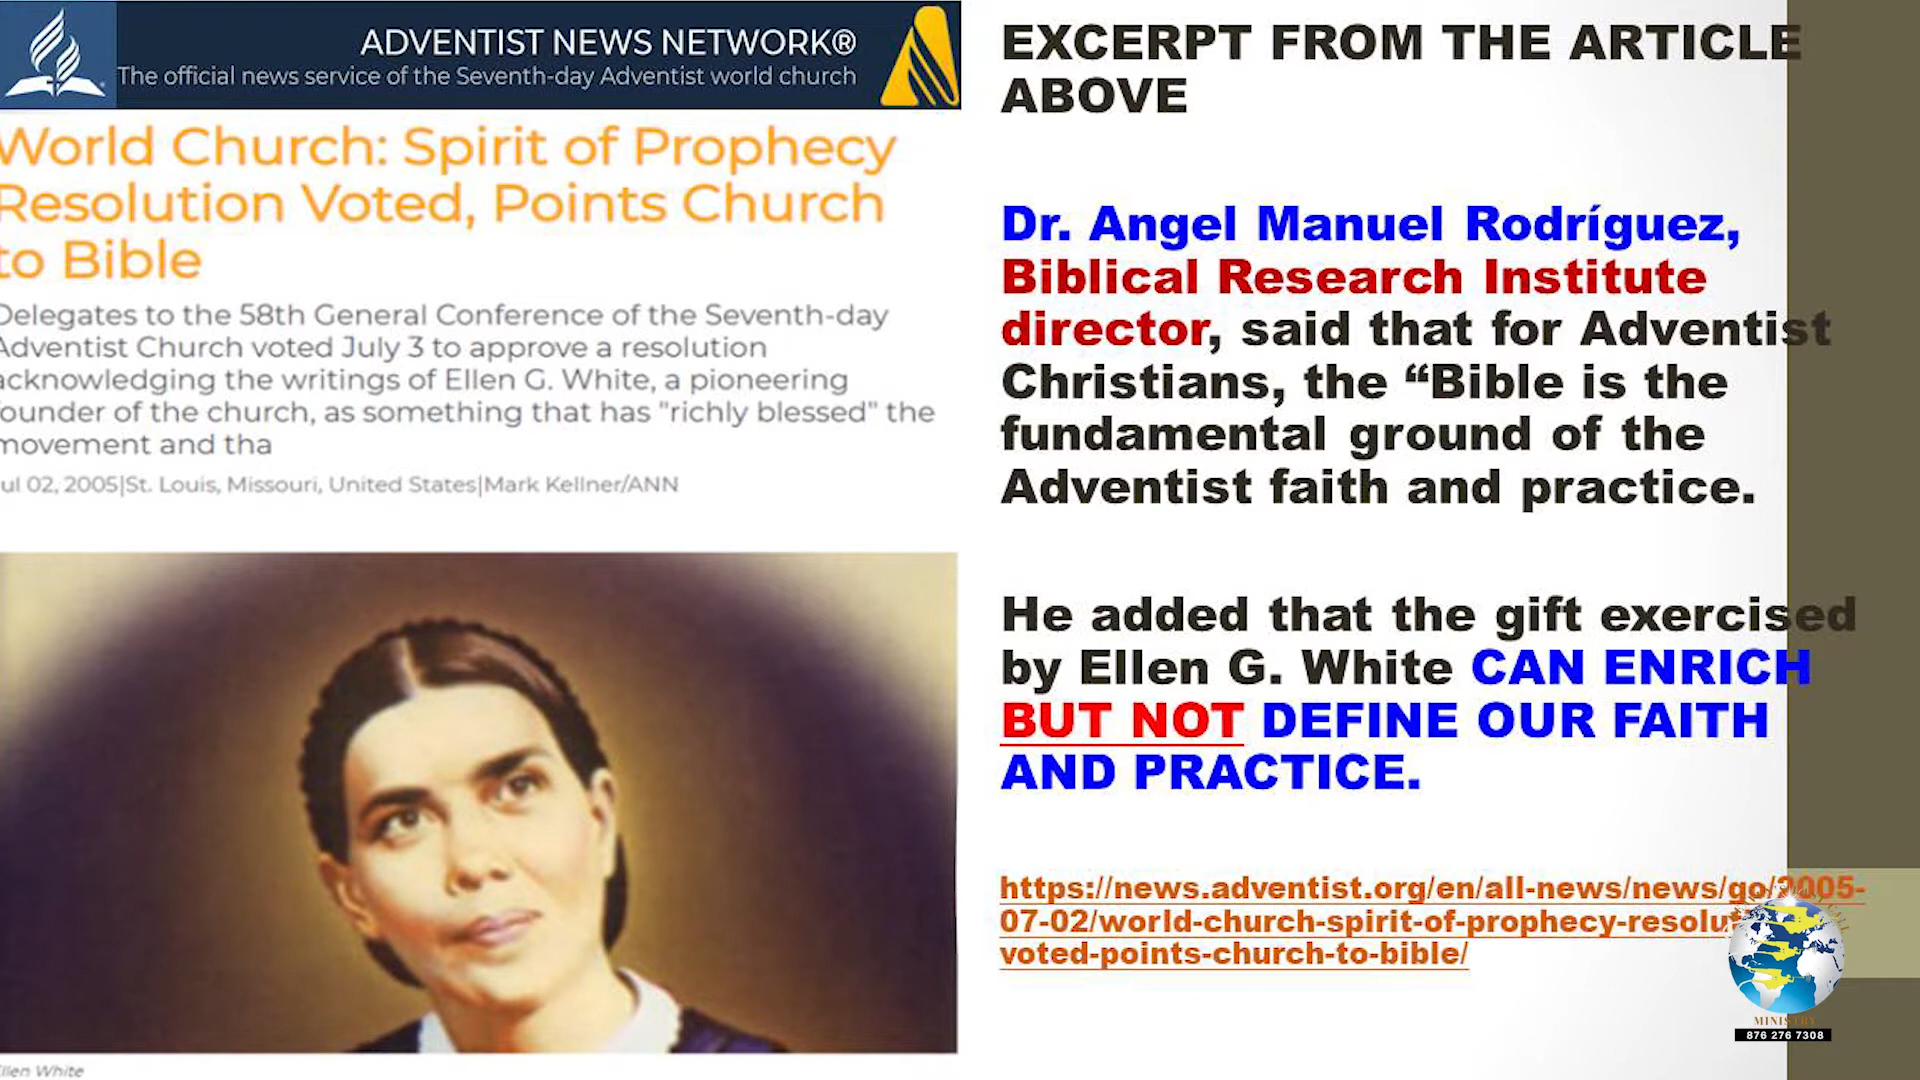 ADVENTIST NEWS NETWORK®
The official news service of the Seventh-day Adventist world church
World Church: Spirit of Prophecy
Resolution Voted, Points Church
to Bible
Delegates to the 58th General Conference of the Seventh-day
Adventist Church voted July 3 to approve a resolution
acknowledging the writings of Ellen G. White, a pioneering
founder of the church, as something that has "richly blessed" the
movement and tha
ul 02, 2005|St. Louis, Missouri, United States|Mark Kellner/ANN
Ellen White
EXCERPT FROM THE ARTICLE
ABOVE
Dr. Angel Manuel Rodríguez,
Biblical Research Institute
director, said that for Adventist
Christians, the “Bible is the
fundamental ground of the
Adventist faith and practice.
He added that the gift exercised
by Ellen G. White CAN ENRICH
BUT NOT DEFINE OUR FAITH
AND PRACTICE.
https://news.adventist.org/en/all-news/news/go/2005-
07-02/world-church-spirit-of-prophecy-resolu
voted-points-church-to-bible/
MINISTRY
876 276 7308